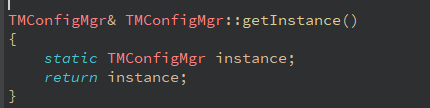 TMConfigMgr& TMConfigMgr::getInstance()
{
    static TMConfigMgr instance;
    return instance;
}